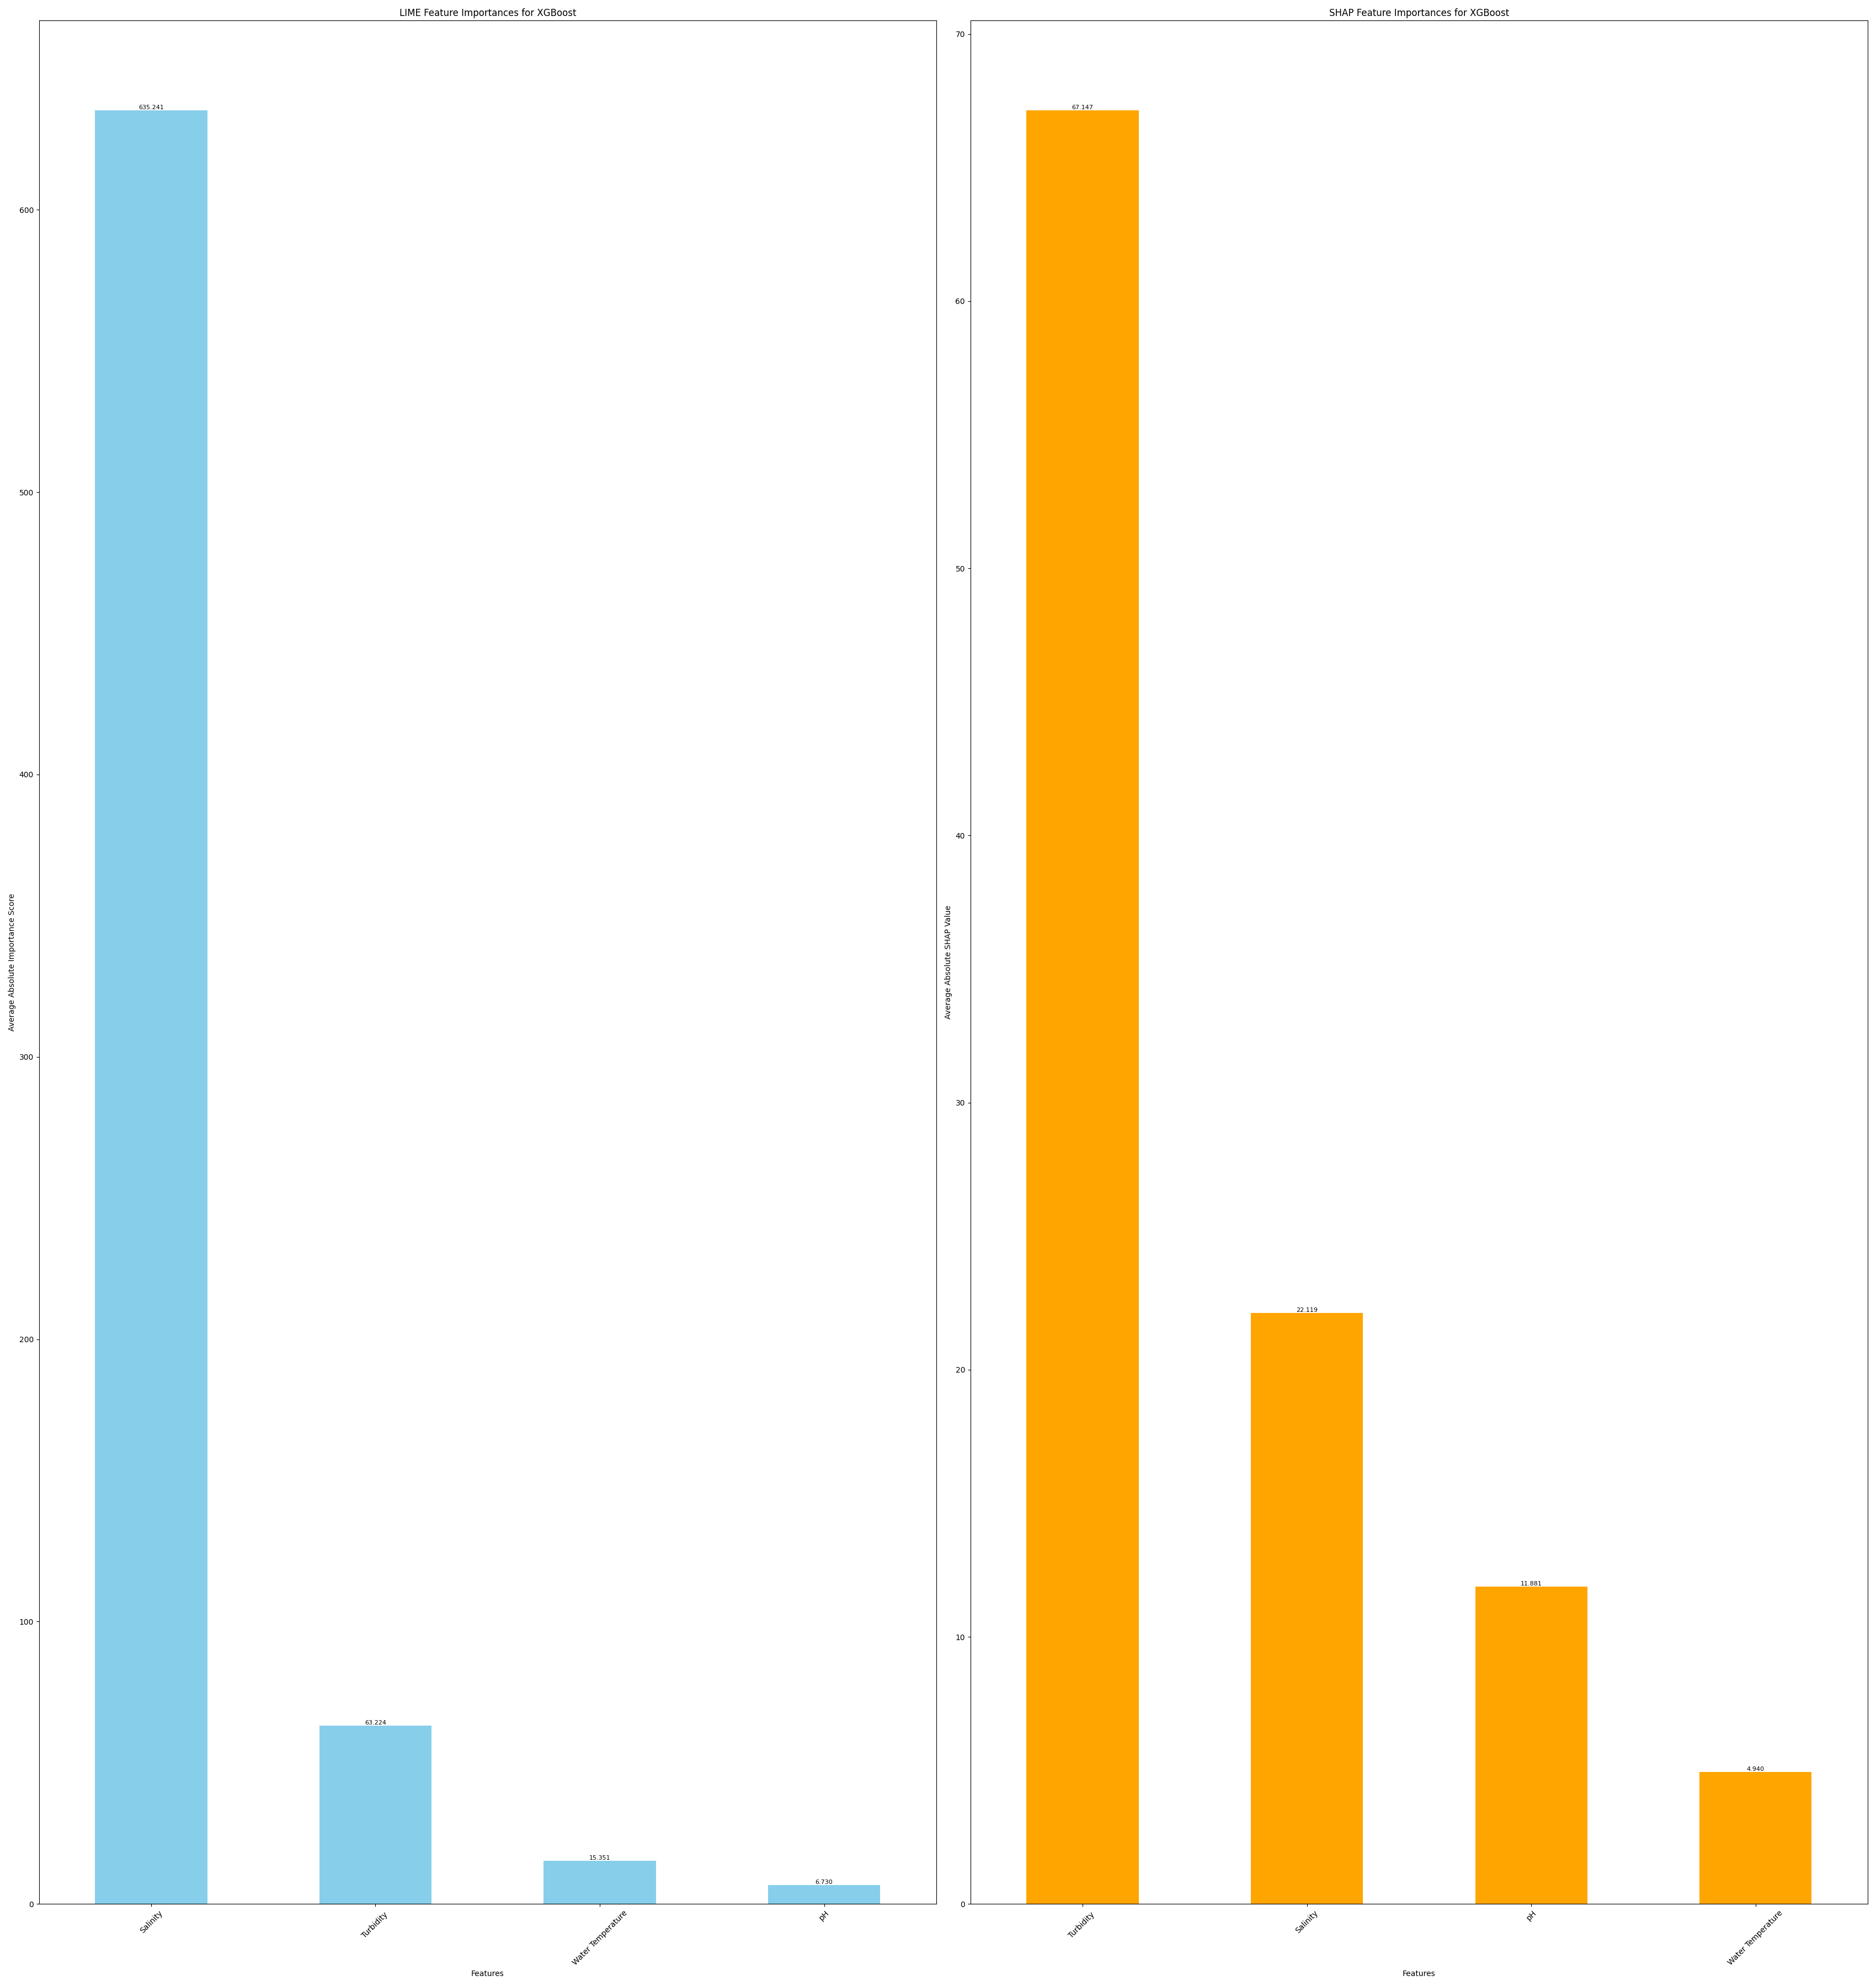 LIME Feature Importances for XGBoost
Average Absolute Importance Score
600
500
400
300
200
100
0
635.241
63.224
15.351
6.730
Salinity
Turbidity
Water Temperature
pH
Features
SHAP Feature Importances for XGBoost
Average Absolute SHAP Value
70
60
50
40
30
20
10
0
67.147
22.119
11.881
4.940
Turbidity
Salinity
pH
Water Temperature
Features